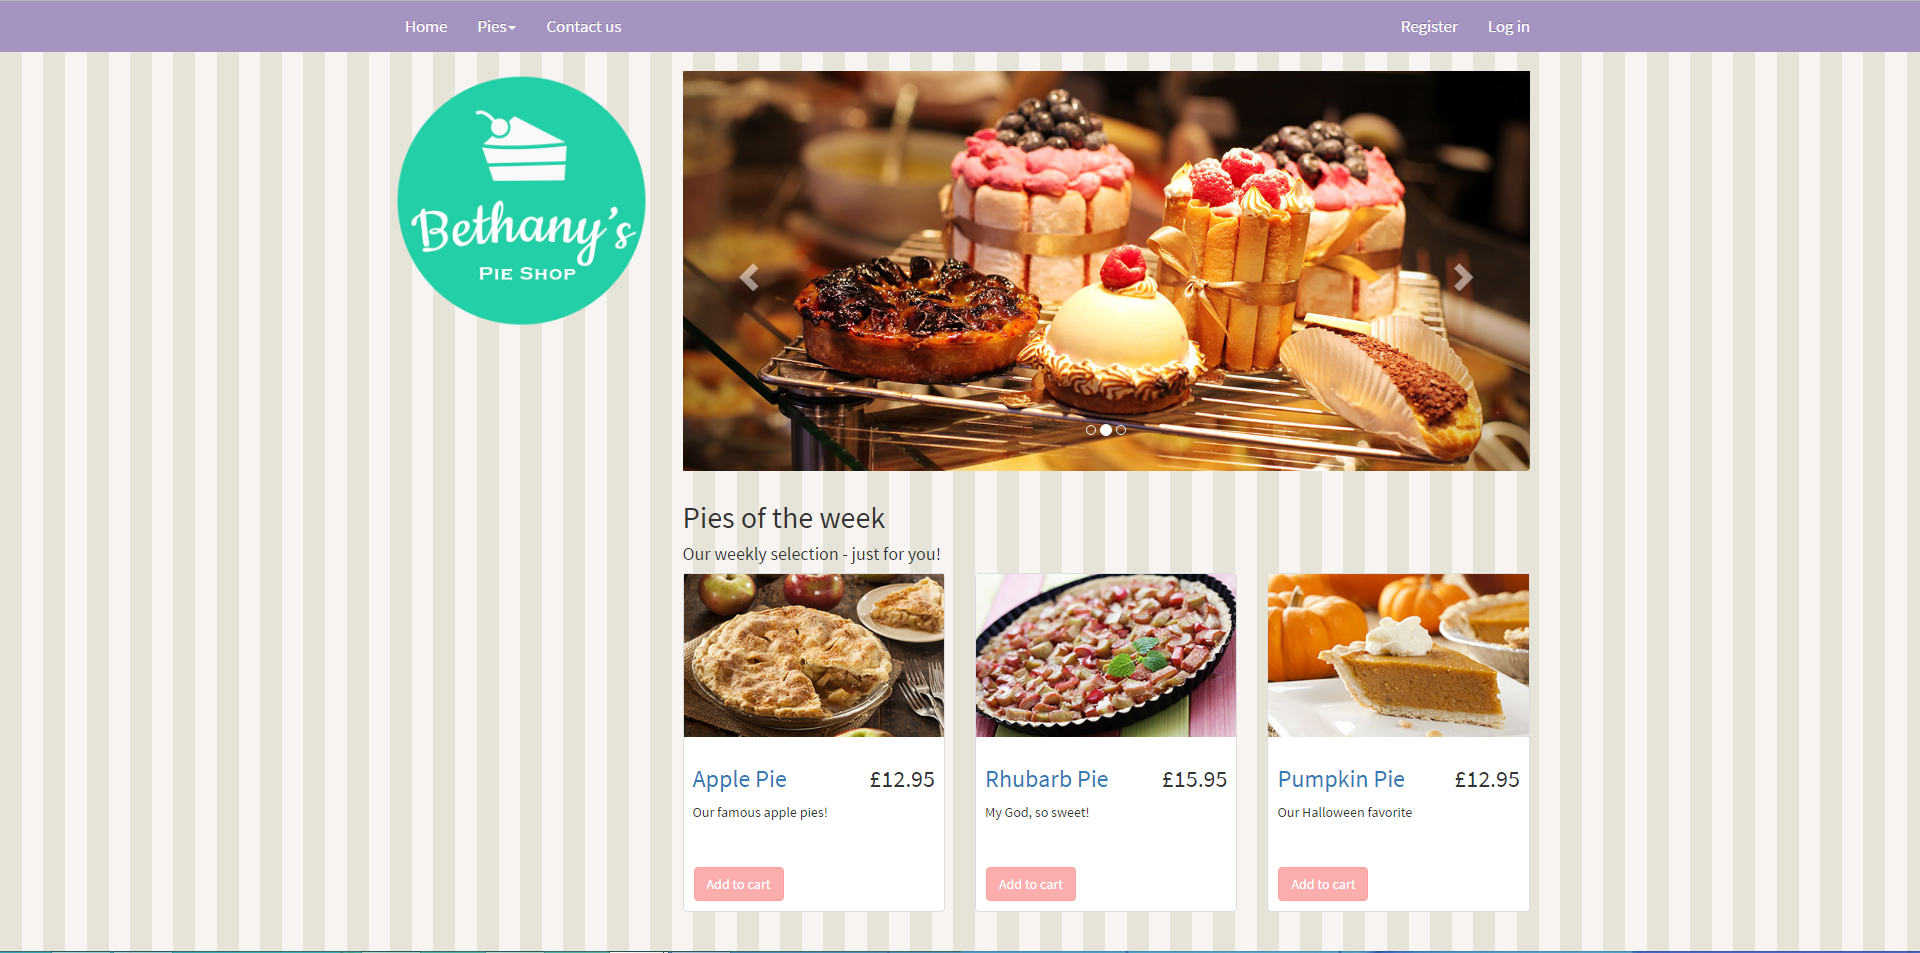 Home Pies Contact us Register Log in
Bethany's
PIE SHOP
Pies of the week
Our weekly selection - just for you!
Apple Pie £12.95
Our famous apple pies!
Add to cart
Rhubarb Pie £15.95
My God, so sweet!
Add to cart
Pumpkin Pie £12.95
Our Halloween favorite
Add to cart